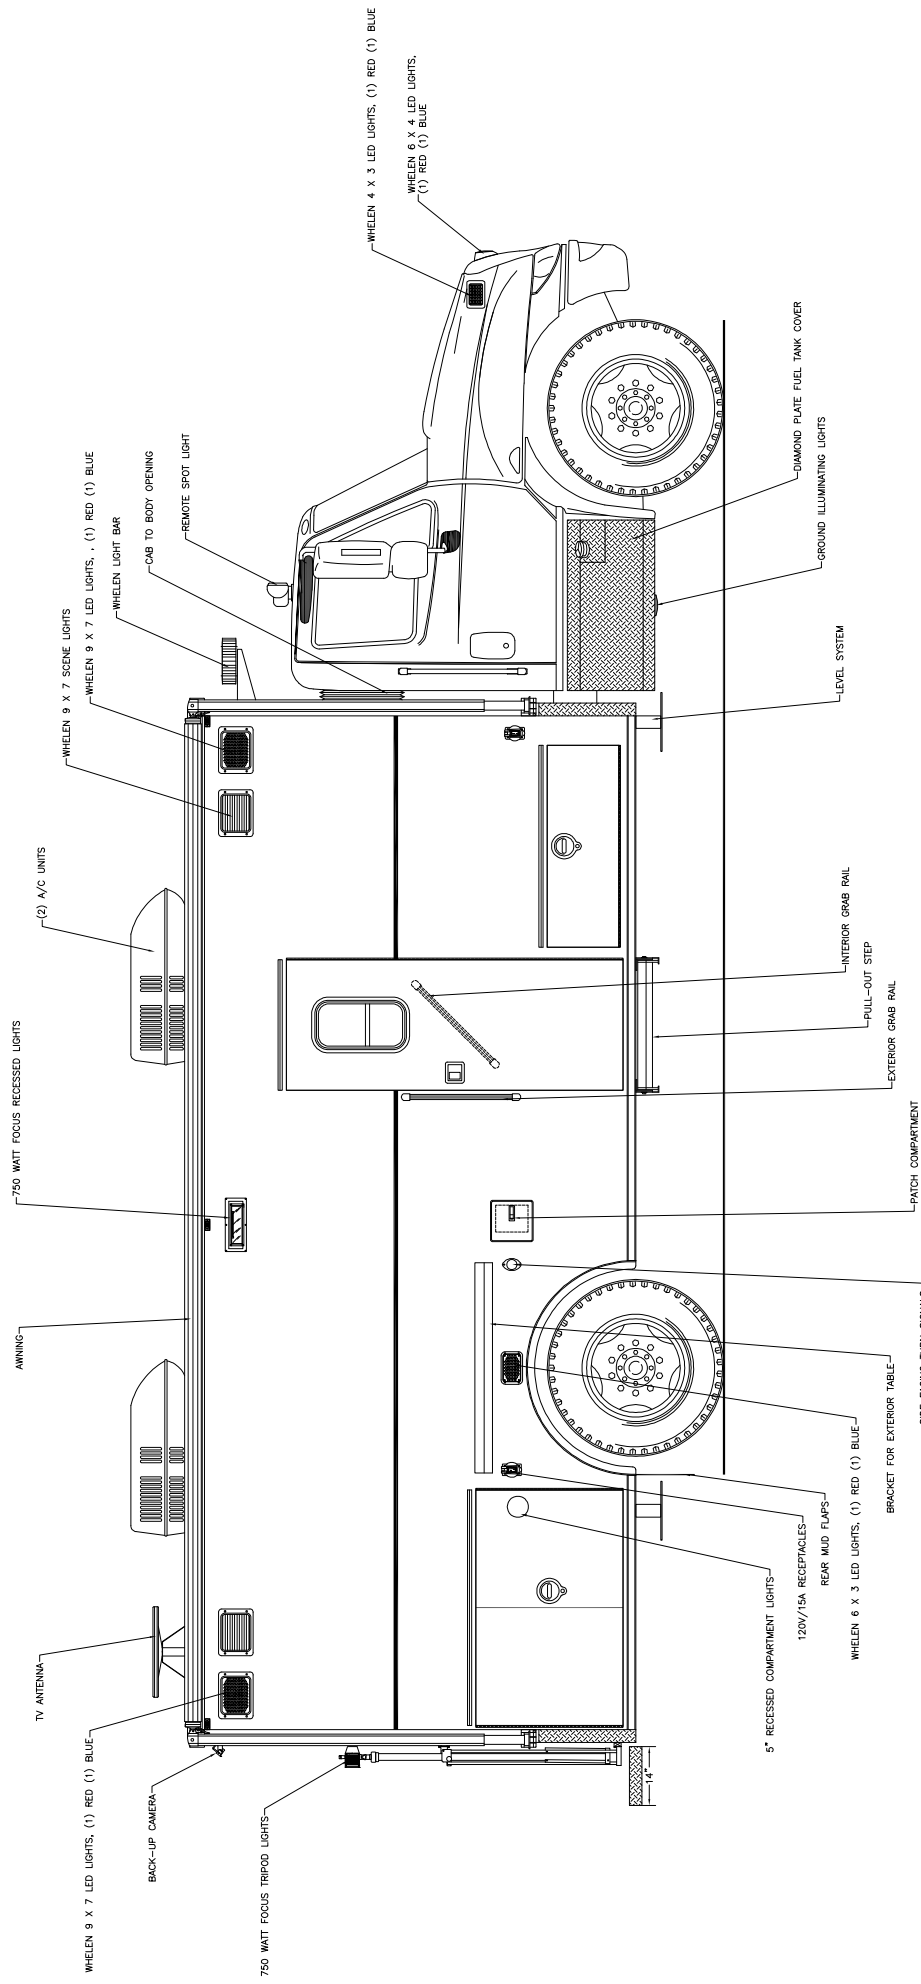 WHELEN 4 X 3 LED LIGHTS, (1) RED (1) BLUE
WHELEN 6 X 4 LED LIGHTS,
(1) RED (1) BLUE
REMOTE SPOT LIGHT
CAB TO BODY OPENING
WHELEN LIGHT BAR
WHELEN 9 X 7 LED LIGHTS, , (1) RED (1) BLUE
WHELEN 9 X 7 SCENE LIGHTS
(2) A/C UNITS
750 WATT FOCUS RECESSED LIGHTS
AWNING
TV ANTENNA
WHELEN 9 X 7 LED LIGHTS, (1) RED (1) BLUE
BACK-UP CAMERA
750 WATT FOCUS TRIPOD LIGHTS
14"
5" RECESSED COMPARTMENT LIGHTS
120V/15A RECEPTACLES
REAR MUD FLAPS
WHELEN 6 X 3 LED LIGHTS, (1) RED (1) BLUE
BRACKET FOR EXTERIOR TABLE
PATCH COMPARTMENT
EXTERIOR GRAB RAIL
PULL-OUT STEP
INTERIOR GRAB RAIL
LEVEL SYSTEM
GROUND ILLUMINATING LIGHTS
DIAMOND PLATE FUEL TANK COVER